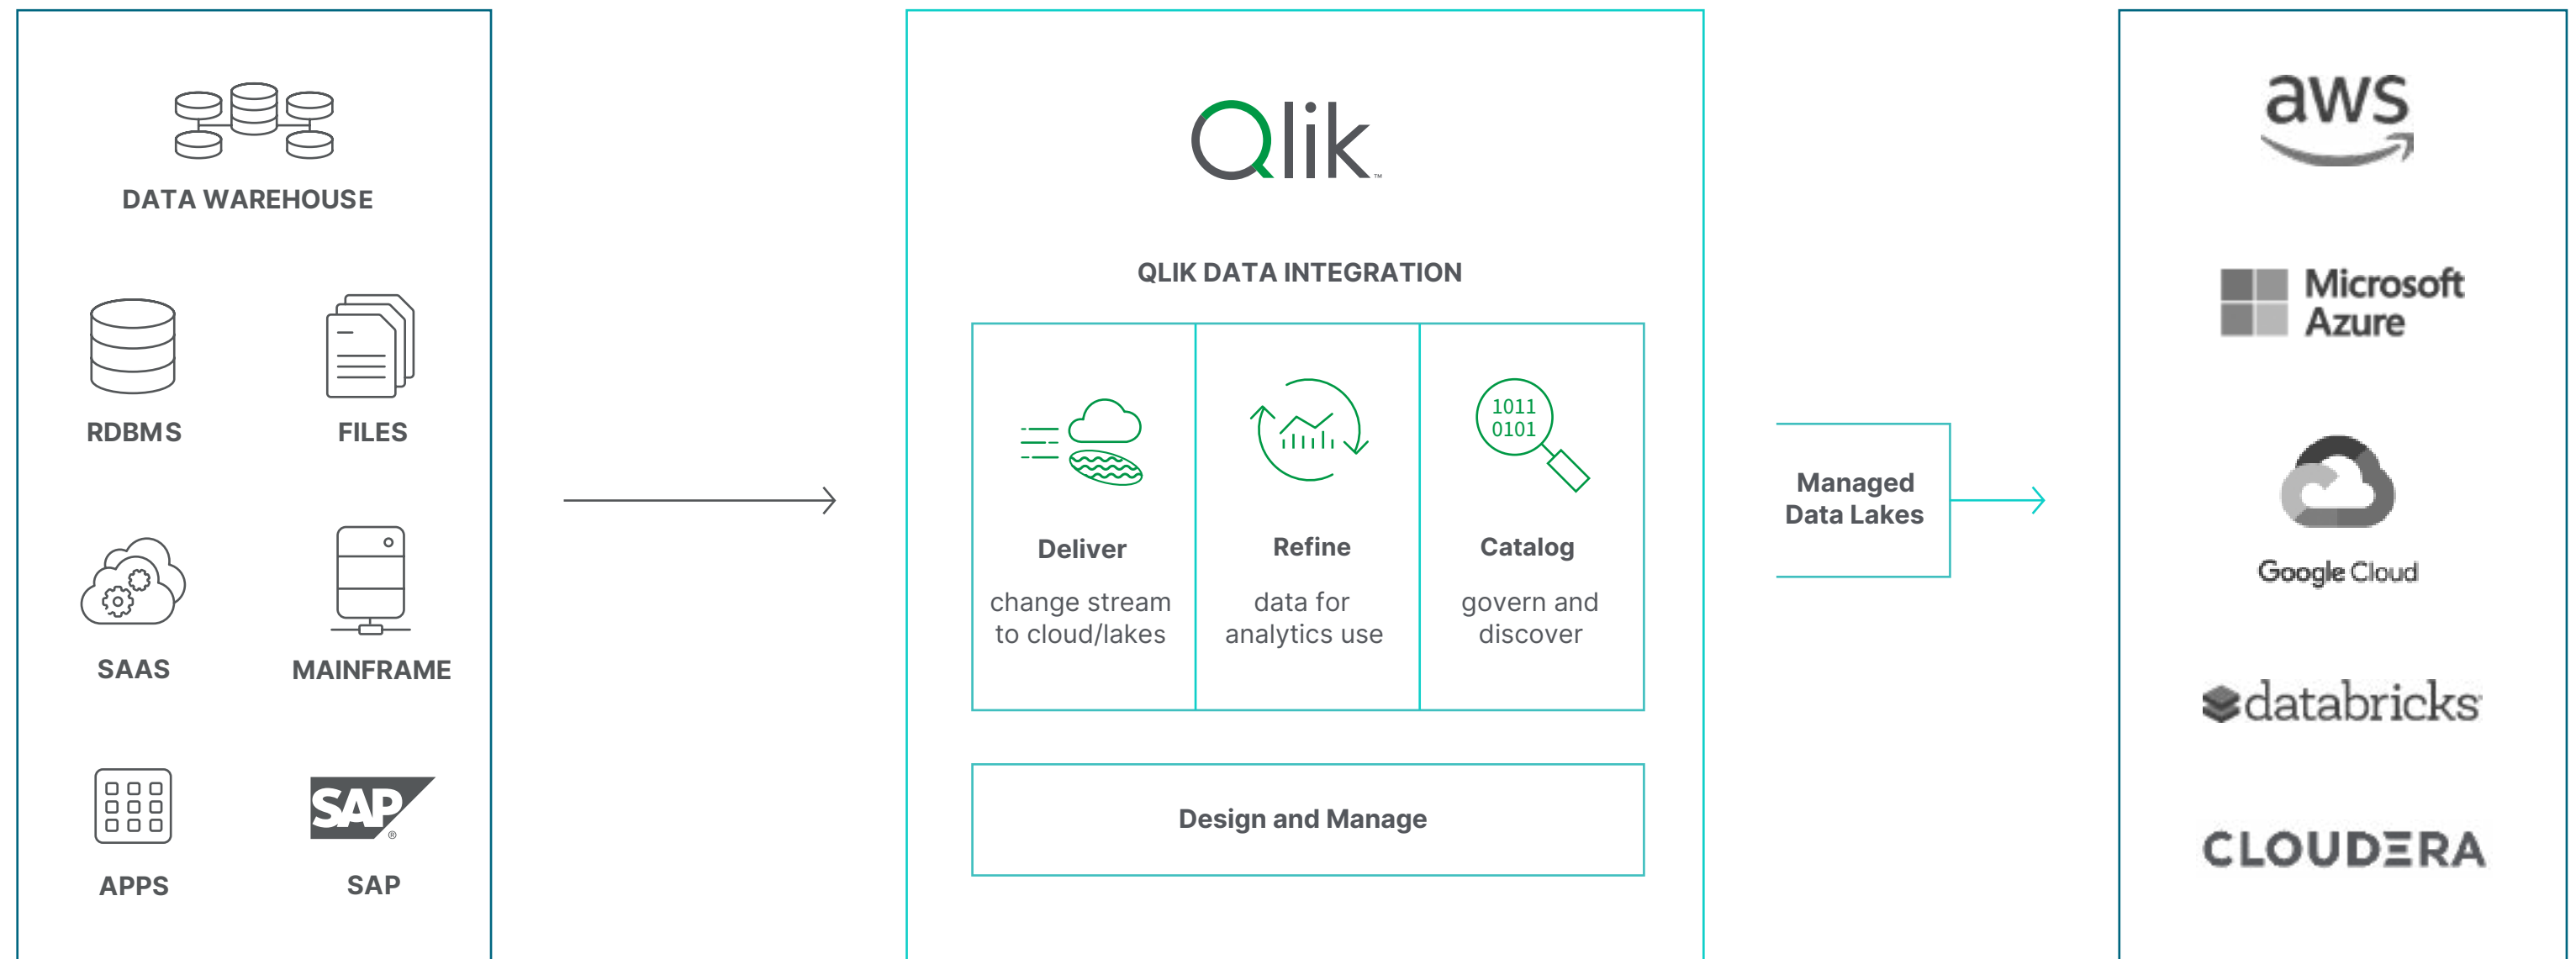 DATA WAREHOUSE
RDBMS
FILES
SAAS
MAINFRAME
APPS
SAP®
SAP
Qlik™
QLIK DATA INTEGRATION
Deliver
change stream
to cloud/lakes
Refine
data for
analytics use
1011
0101
Catalog
govern and
discover
Design and Manage
Managed
Data Lakes
aws
Microsoft
Azure
Google Cloud
databricks
CLOUDERA